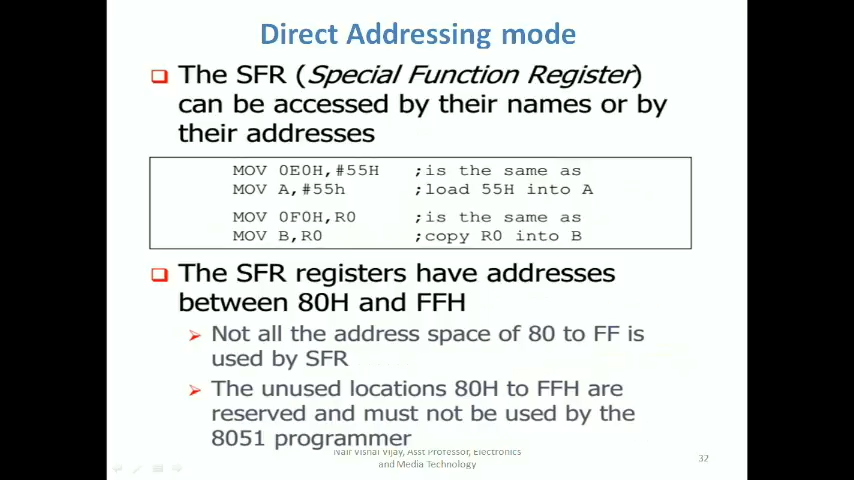 Direct Addressing mode
The SFR (Special Function Register)
can be accessed by their names or by
their addresses
MOV 0E0H,#55H ;is the same as
MOV A,#55h ;load 55H into A
MOV 0F0H,R0 ;is the same as
MOV B,R0 ;copy R0 into B
The SFR registers have addresses
between 80H and FFH
Not all the address space of 80 to FF is
used by SFR
The unused locations 80H to FFH are
reserved and must not be used by the
8051 programmer
Nair Vishal Vijay, Asst Professor, Electronics
and Media Technology
32